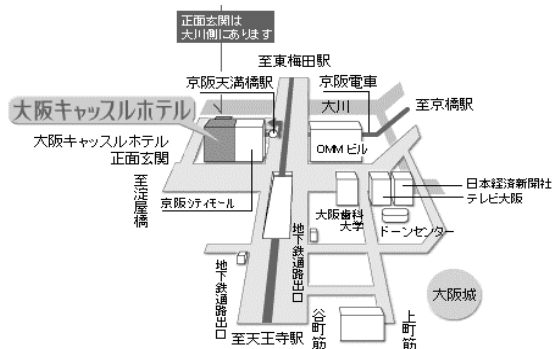 正面玄関は
大川側にあります
至東梅田駅
京阪天満橋駅
京阪電車
大阪キャッスルホテル
大川
至京橋駅
大阪キャッスルホテル
正面玄関
OMMビル
至淀屋橋
京阪シティモール
日本経済新聞社
テレビ大阪
大阪歯科
大学
ドーンセンター
地下鉄通路出口
地下鉄通路出口
大阪城
至天王寺駅
谷町筋
上町筋